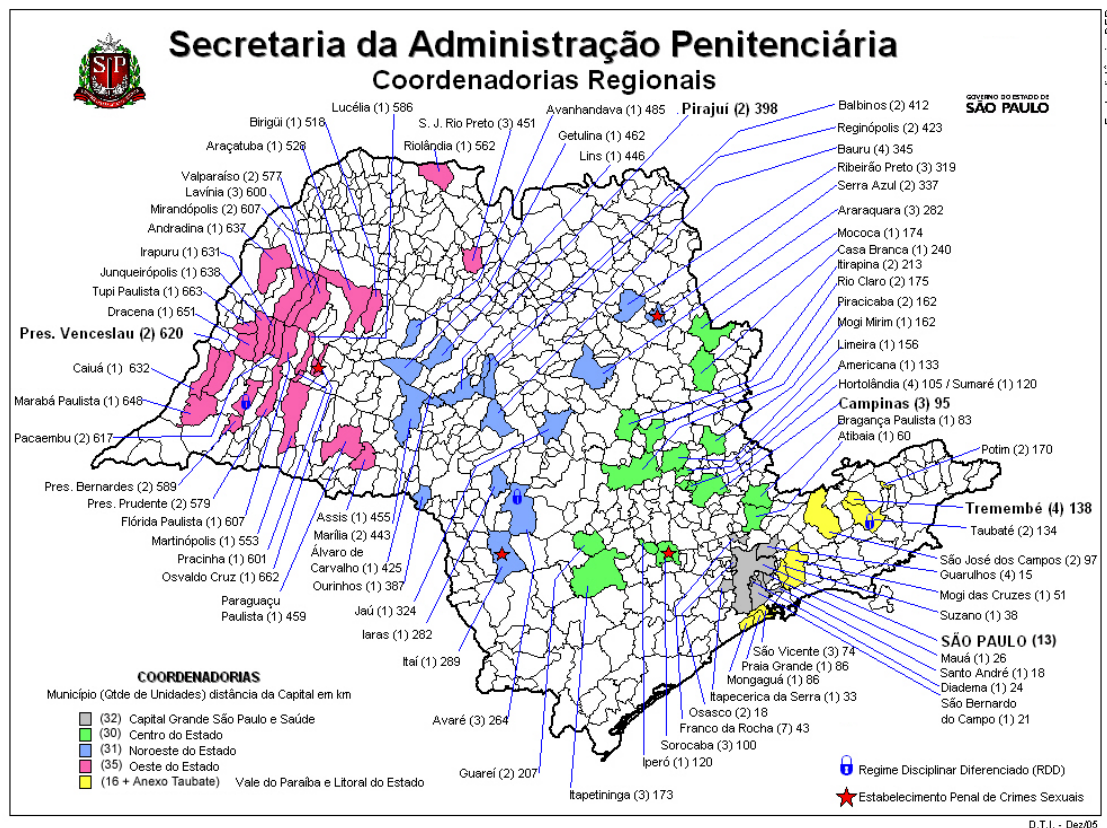 Secretaria da Administração Penitenciária
Coordenadorias Regionais
SP
GOVERNO DO ESTADO DE
SÃO PAULO
Lucélia (1) 586
Birigüi (1) 518
Araçatuba (1) 528
S. J. Rio Preto (3) 451
Riolândia (1) 562
Avanhandava (1) 485
Getulina (1) 462
Lins (1) 446
Pirajuí (2) 398
Balbinos (2) 412
Reginópolis (2) 423
Bauru (4) 345
Ribeirão Preto (3) 319
Serra Azul (2) 337
Araraquara (3) 282
Mococa (1) 174
Casa Branca (1) 240
Itirapina (2) 213
Rio Claro (2) 175
Piracicaba (2) 162
Mogi Mirim (1) 162
Limeira (1) 156
Americana (1) 133
Hortolândia (4) 105 / Sumaré (1) 120
Campinas (3) 95
Bragança Paulista (1) 83
Atibaia (1) 60
Potim (2) 170
Tremembé (4) 138
Taubaté (2) 134
São José dos Campos (2) 97
Guarulhos (4) 15
Mogi das Cruzes (1) 51
Suzano (1) 38
SÃO PAULO (13)
Mauá (1) 26
Santo André (1) 18
Diadema (1) 24
São Bernardo
do Campo (1) 21
Valparaíso (2) 577
Lavínia (3) 600
Mirandópolis (2) 607
Andradina (1) 637
Irapuru (1) 631
Junqueirópolis (1) 638
Tupi Paulista (1) 663
Dracena (1) 651
Pres. Venceslau (2) 620
Caiuá (1) 632
Marabá Paulista (1) 648
Pacaembu (2) 617
Pres. Bernardes (2) 589
Pres. Prudente (2) 579
Flórida Paulista (1) 607
Martinópolis (1) 553
Pracinha (1) 601
Osvaldo Cruz (1) 662
Paraguaçu
Paulista (1) 459
Assis (1) 455
Marília (2) 443
Álvaro de
Carvalho (1) 425
Ourinhos (1) 387
Jaú (1) 324
Iaras (1) 282
Itaí (1) 289
Avaré (3) 264
Guareí (2) 207
Itapetininga (3) 173
Iperó (1) 120
Sorocaba (3) 100
Franco da Rocha (7) 43
Osasco (2) 18
Itapecerica da Serra (1) 33
Mongaguá (1) 86
Praia Grande (1) 86
São Vicente (3) 74
COORDENADORIAS
Município (Qtde de Unidades) distância da Capital em km
(32) Capital Grande São Paulo e Saúde
(30) Centro do Estado
(31) Noroeste do Estado
(35) Oeste do Estado
(16 + Anexo Taubate) Vale do Paraíba e Litoral do Estado
Regime Disciplinar Diferenciado (RDD)
Estabelecimento Penal de Crimes Sexuais
D.T.I. - Dez/05